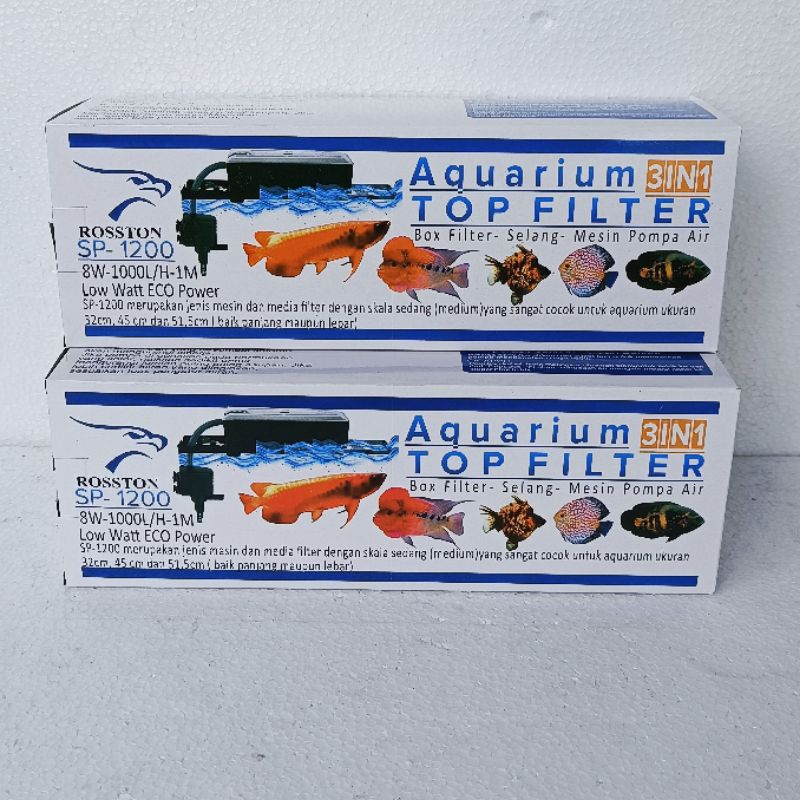 Aquarium 3IN1
TOP FILTER
Box Filter- Selang- Mesin Pompa Air
ROSSTON
SP- 1200
8W-1000L/H-1M
Low Watt ECO Power
SP-1200 merupakan jenis mesin dan media filter dengan skala sedang (medium)yang sangat cocok untuk aquarium ukuran
32cm, 45 cm dan 51,5cm ( baik panjang maupun lebar)
Aquarium 3IN1
TOP FILTER
Box Filter- Selang- Mesin Pompa Air
ROSSTON
SP- 1200
8W-1000L/H-1M
Low Watt ECO Power
SP-1200 merupakan jenis masin dan media filter dengan skala sedang (medium)yang sangat cocok untuk aquarium ukuran
32cm, 45 cm dan 51,5cm ( baik panjang maupun lebar)